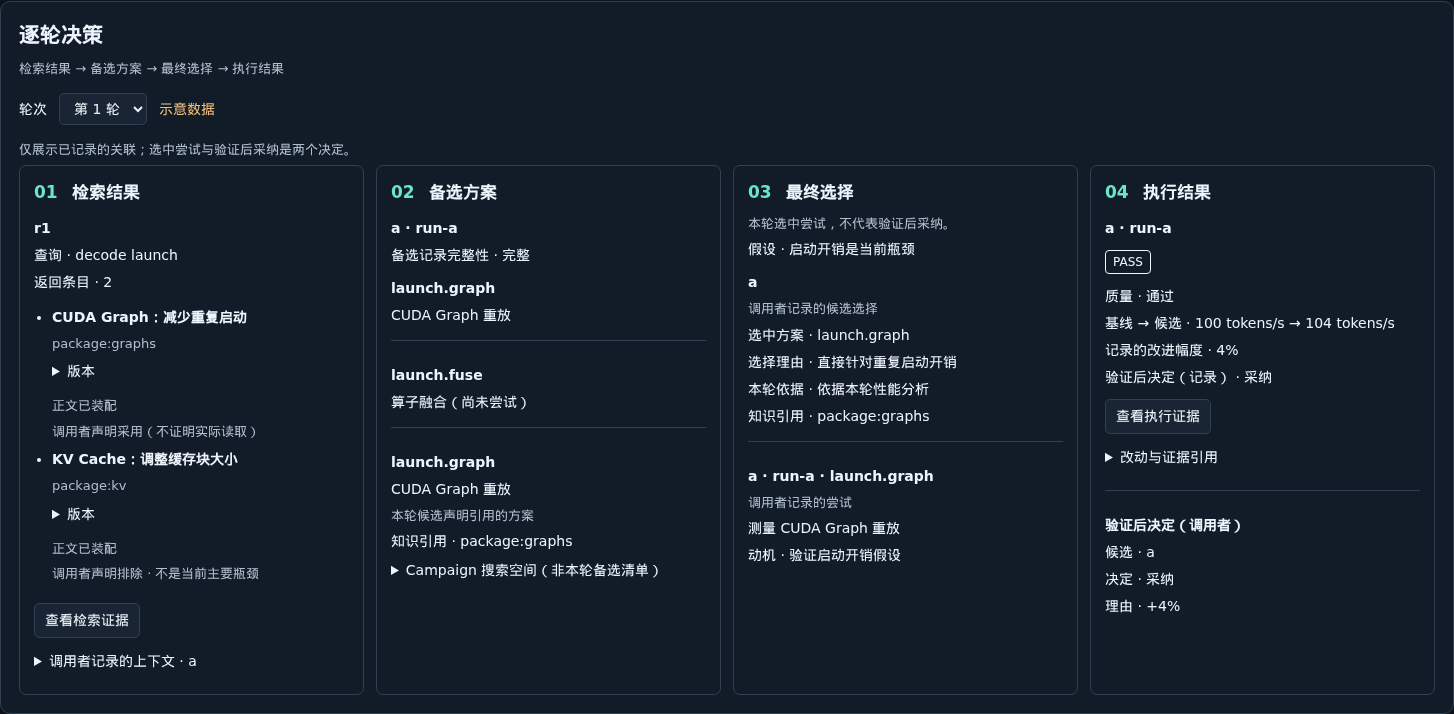 逐轮决策
检索结果 → 备选方案 → 最终选择 → 执行结果
轮次 第 1 轮 示意数据
仅展示已记录的关联；选中尝试与验证后采纳是两个决定。
01 检索结果
r1
查询 · decode launch
返回条目 · 2
• CUDA Graph：减少重复启动
package:graphs
▶ 版本
正文已装配
调用者声明采用（不证明实际读取）
• KV Cache：调整缓存块大小
package:kv
▶ 版本
正文已装配
调用者声明排除 · 不是当前主要瓶颈
查看检索证据
▶ 调用者记录的上下文 · a
02 备选方案
a · run-a
备选记录完整性 · 完整
launch.graph
CUDA Graph 重放
launch.fuse
算子融合（尚未尝试）
launch.graph
CUDA Graph 重放
本轮候选声明引用的方案
知识引用 · package:graphs
▶ Campaign 搜索空间（非本轮备选清单）
03 最终选择
本轮选中尝试，不代表验证后采纳。
假设 · 启动开销是当前瓶颈
a
调用者记录的候选选择
选中方案 · launch.graph
选择理由 · 直接针对重复启动开销
本轮依据 · 依据本轮性能分析
知识引用 · package:graphs
a · run-a · launch.graph
调用者记录的尝试
测量 CUDA Graph 重放
动机 · 验证启动开销假设
04 执行结果
a · run-a
PASS
质量 · 通过
基线 → 候选 · 100 tokens/s → 104 tokens/s
记录的改进幅度 · 4%
验证后决定（记录） · 采纳
查看执行证据
▶ 改动与证据引用
验证后决定（调用者）
候选 · a
决定 · 采纳
理由 · +4%